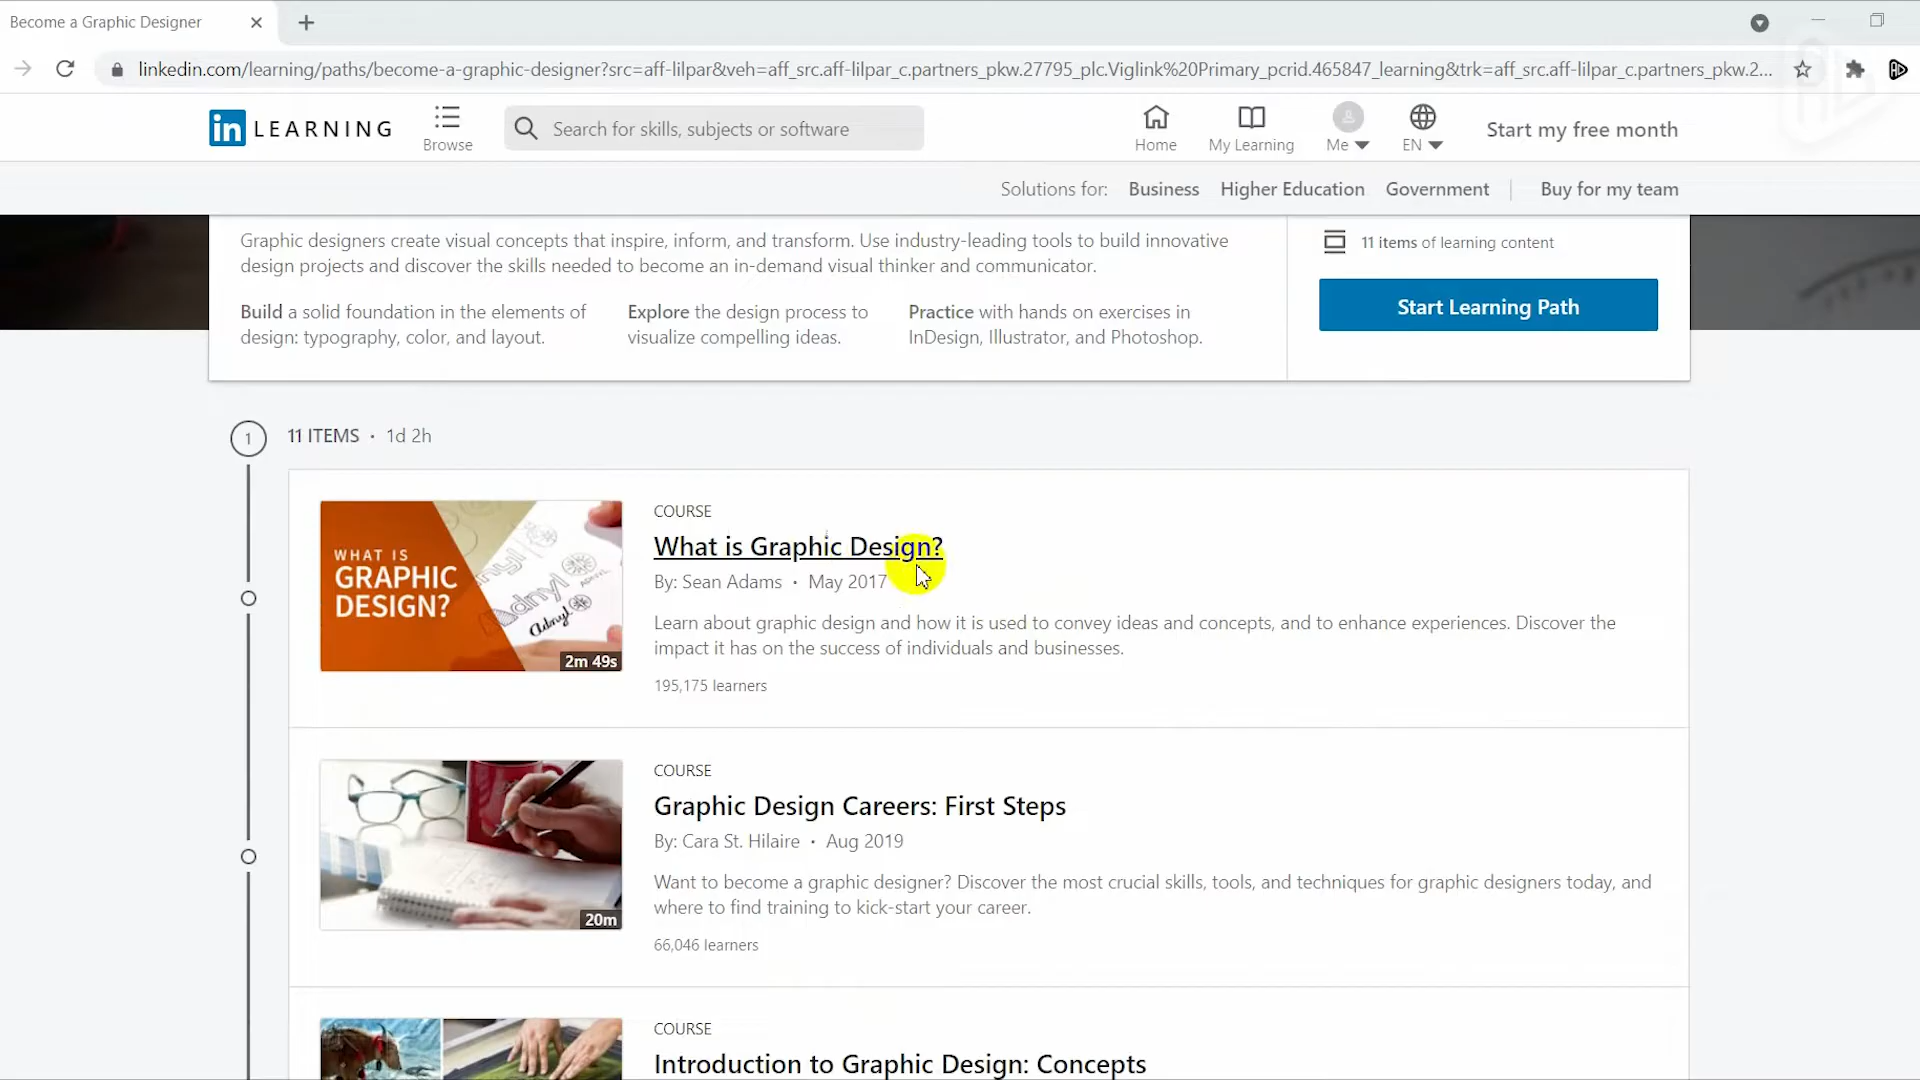 Become a Graphic Designer
linkedin.com/learning/paths/become-a-graphic-designer?src=aff-lilpar&veh=aff_src.aff-lilpar_c.partners_pkw.27795_plc.Viglink%20Primary_pcrid.465847_learning&trk=aff_src.aff-lilpar_c.partners_pkw.2...
in LEARNING
Browse
Search for skills, subjects or software
Home
My Learning
Me
EN
Start my free month
Solutions for: Business Higher Education Government Buy for my team
Graphic designers create visual concepts that inspire, inform, and transform. Use industry-leading tools to build innovative
design projects and discover the skills needed to become an in-demand visual thinker and communicator.
Build a solid foundation in the elements of
design: typography, color, and layout.
Explore the design process to
visualize compelling ideas.
Practice with hands on exercises in
InDesign, Illustrator, and Photoshop.
11 items of learning content
Start Learning Path
1
11 ITEMS · 1d 2h
WHAT IS
GRAPHIC
DESIGN?
2m 49s
COURSE
What is Graphic Design?
By: Sean Adams · May 2017
Learn about graphic design and how it is used to convey ideas and concepts, and to enhance experiences. Discover the
impact it has on the success of individuals and businesses.
195,175 learners
20m
COURSE
Graphic Design Careers: First Steps
By: Cara St. Hilaire · Aug 2019
Want to become a graphic designer? Discover the most crucial skills, tools, and techniques for graphic designers today, and
where to find training to kick-start your career.
66,046 learners
COURSE
Introduction to Graphic Design: Concepts